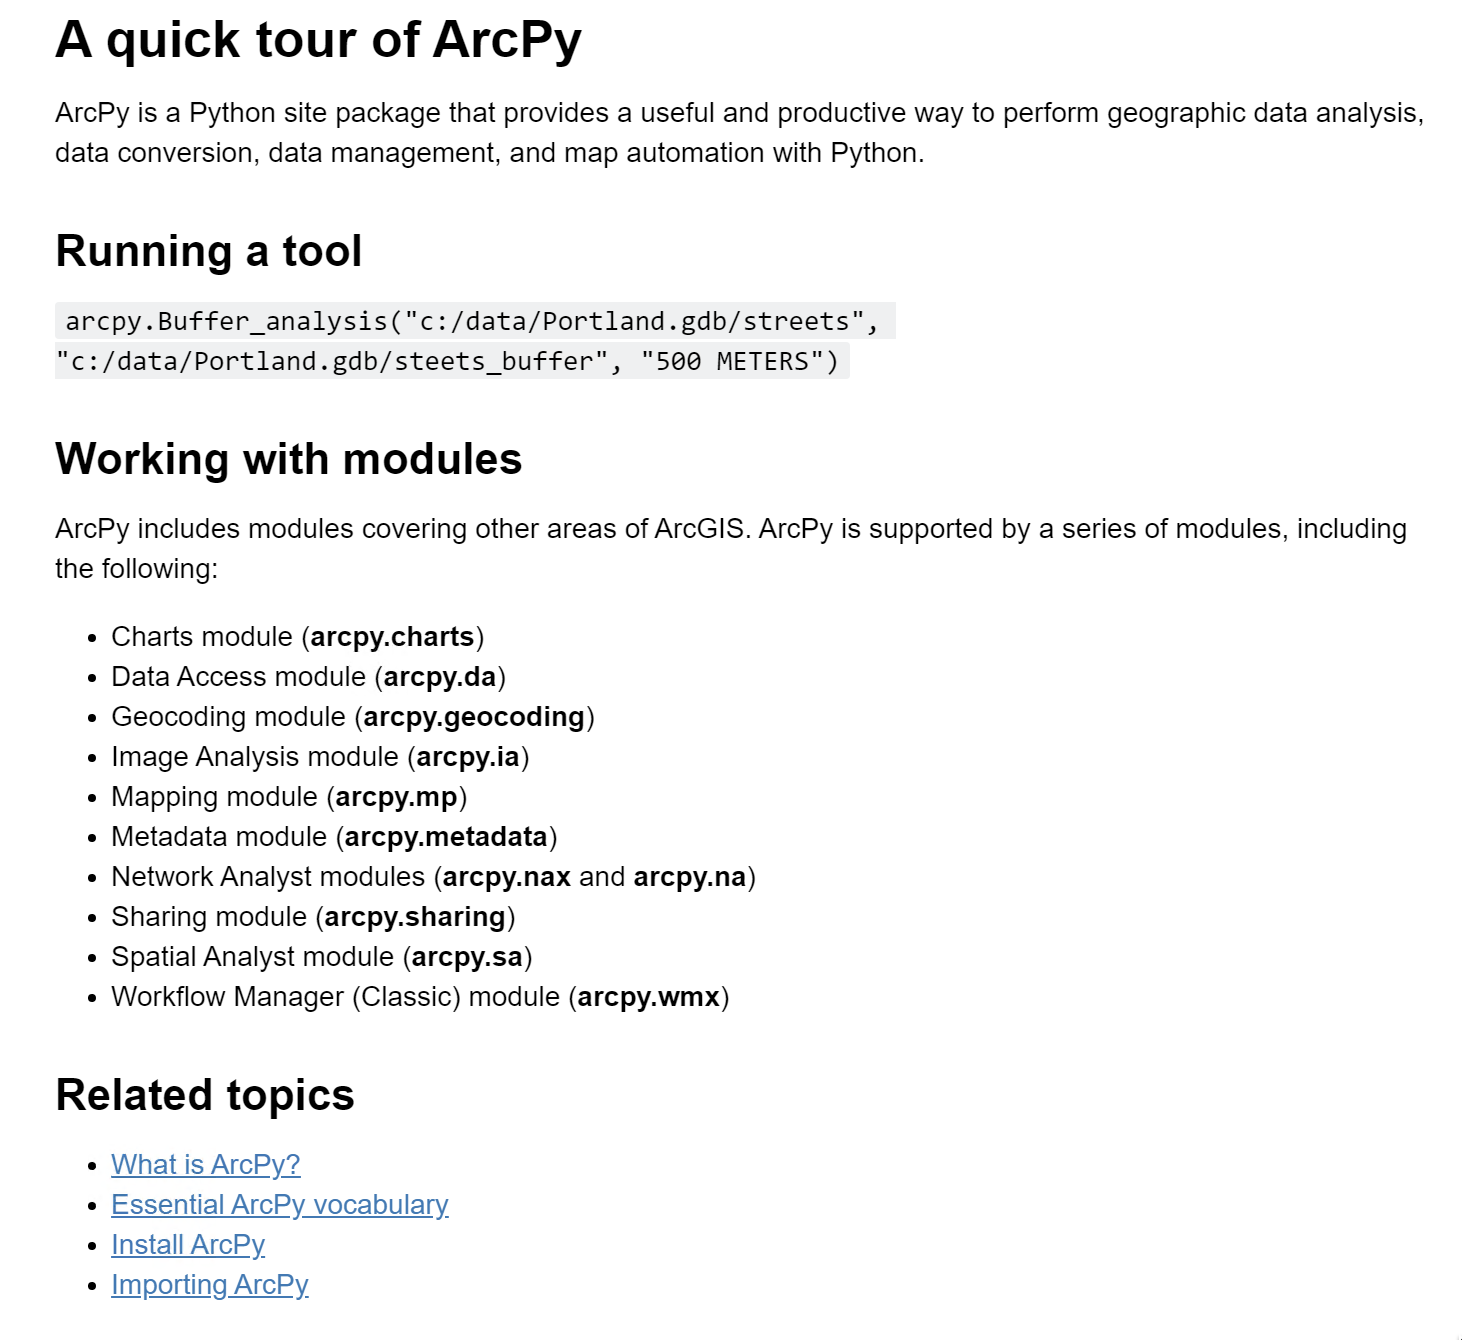 A quick tour of ArcPy
ArcPy is a Python site package that provides a useful and productive way to perform geographic data analysis,
data conversion, data management, and map automation with Python.
Running a tool
arcpy.Buffer_analysis("c:/data/Portland.gdb/streets",
"c:/data/Portland.gdb/steets_buffer", "500 METERS")
Working with modules
ArcPy includes modules covering other areas of ArcGIS. ArcPy is supported by a series of modules, including
the following:
• Charts module (arcpy.charts)
• Data Access module (arcpy.da)
• Geocoding module (arcpy.geocoding)
• Image Analysis module (arcpy.ia)
• Mapping module (arcpy.mp)
• Metadata module (arcpy.metadata)
• Network Analyst modules (arcpy.nax and arcpy.na)
• Sharing module (arcpy.sharing)
• Spatial Analyst module (arcpy.sa)
• Workflow Manager (Classic) module (arcpy.wmx)
Related topics
• What is ArcPy?
• Essential ArcPy vocabulary
• Install ArcPy
• Importing ArcPy